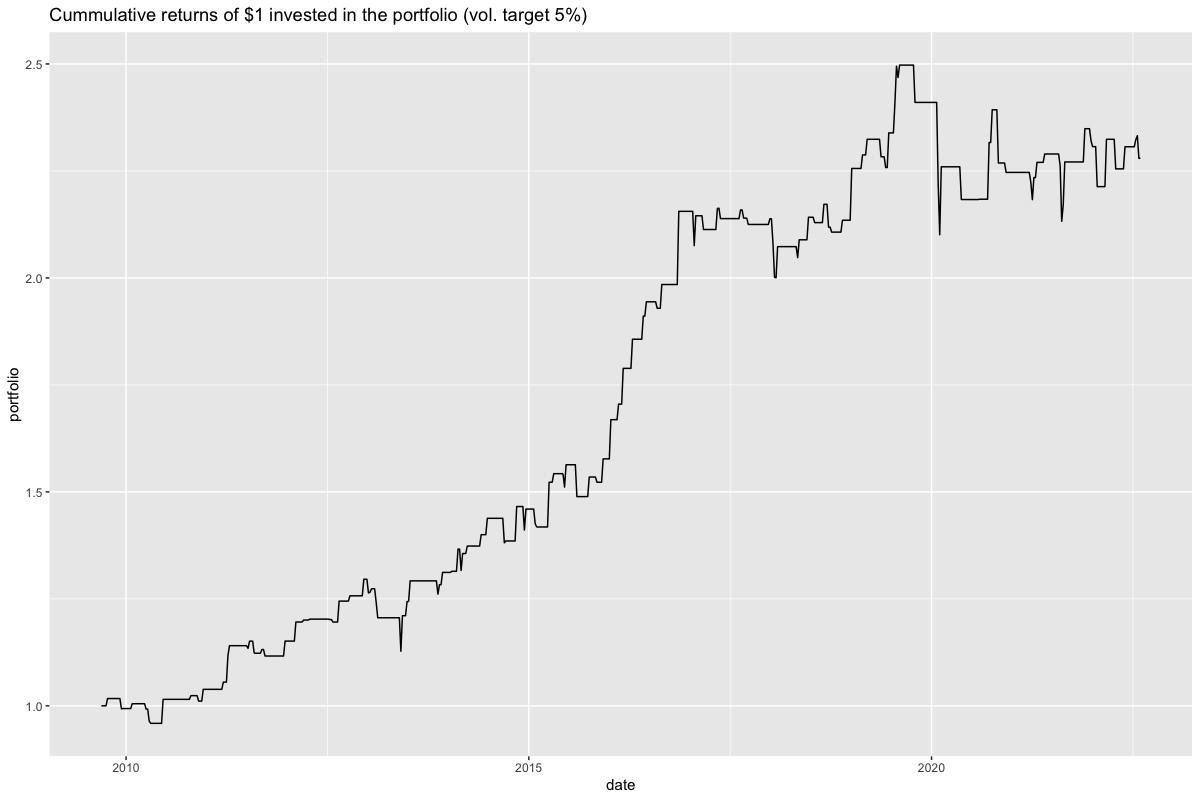 Cummulative returns of $1 invested in the portfolio (vol. target 5%)
2.5
2.0
1.5
1.0
portfolio
2010
2015
2020
date